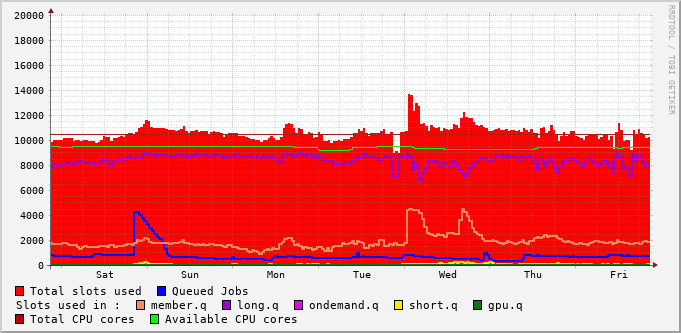 20000
18000
16000
14000
12000
10000
8000
6000
4000
2000
0
Sat Sun Mon Tue Wed Thu Fri
RRDTOOL / TOBI OETIKER
Total slots used Queued Jobs
Slots used in : member.q long.q ondemand.q short.q gpu.q
Total CPU cores Available CPU cores